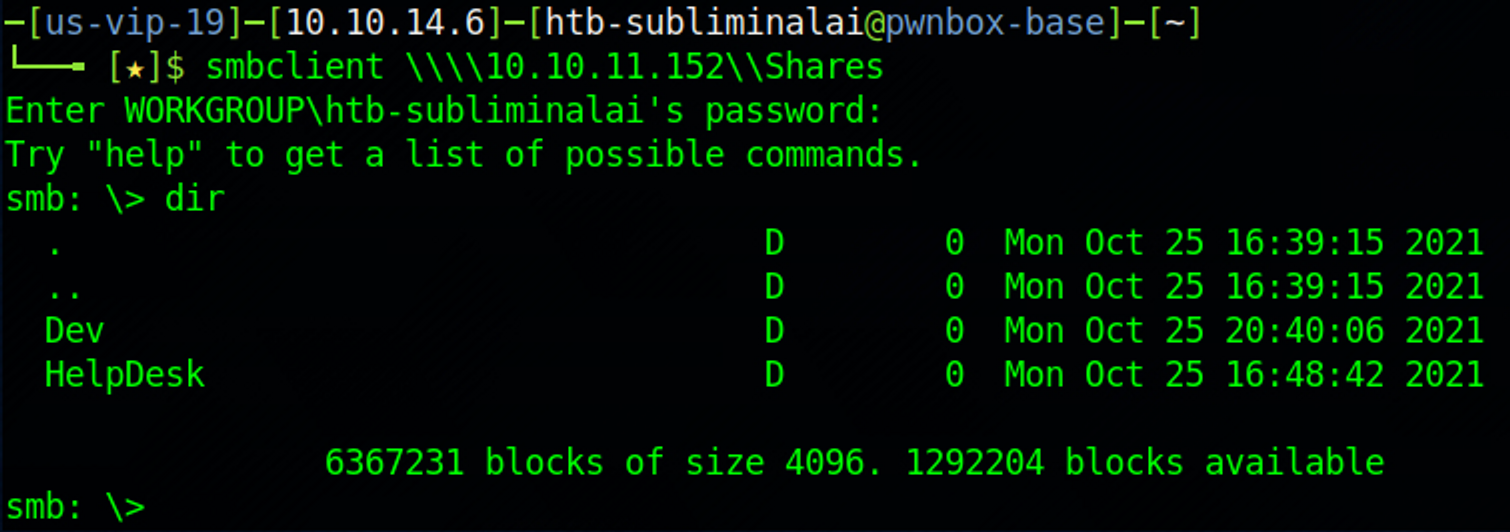 ─[us-vip-19]─[10.10.14.6]─[htb-subliminalai@pwnbox-base]─[~]
└──╼ [★]$ smbclient \\\\10.10.11.152\\Shares
Enter WORKGROUP\htb-subliminalai's password:
Try "help" to get a list of possible commands.
smb: \> dir
  .                                   D        0  Mon Oct 25 16:39:15 2021
  ..                                  D        0  Mon Oct 25 16:39:15 2021
  Dev                                 D        0  Mon Oct 25 20:40:06 2021
  HelpDesk                            D        0  Mon Oct 25 16:48:42 2021
                6367231 blocks of size 4096. 1292204 blocks available
smb: \>